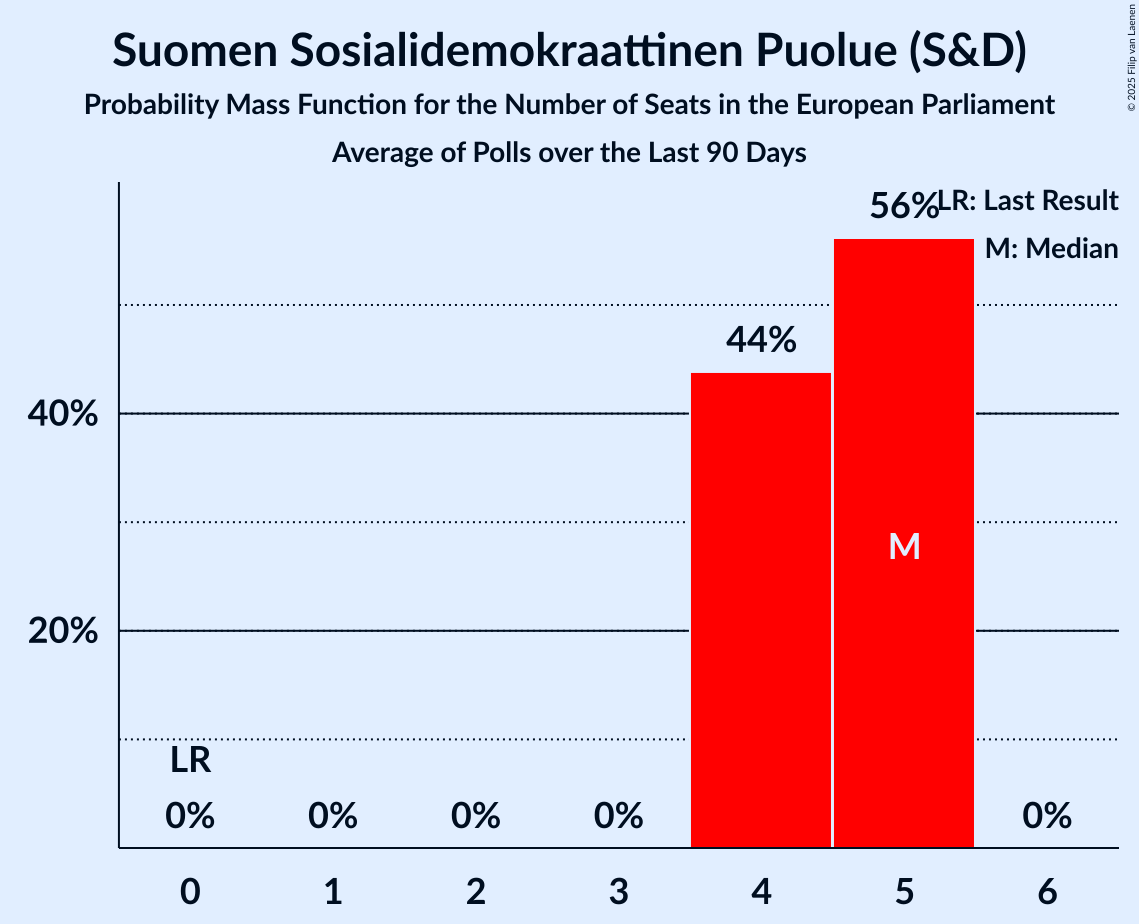 Suomen Sosialidemokraattinen Puolue (S&D)
Probability Mass Function for the Number of Seats in the European Parliament
Average of Polls over the Last 90 Days
© 2025 Filip van Laenen
56%
LR: Last Result
M: Median
44%
40%
M
20%
LR
0% 0% 0% 0% 0%
0 1 2 3 4 5 6